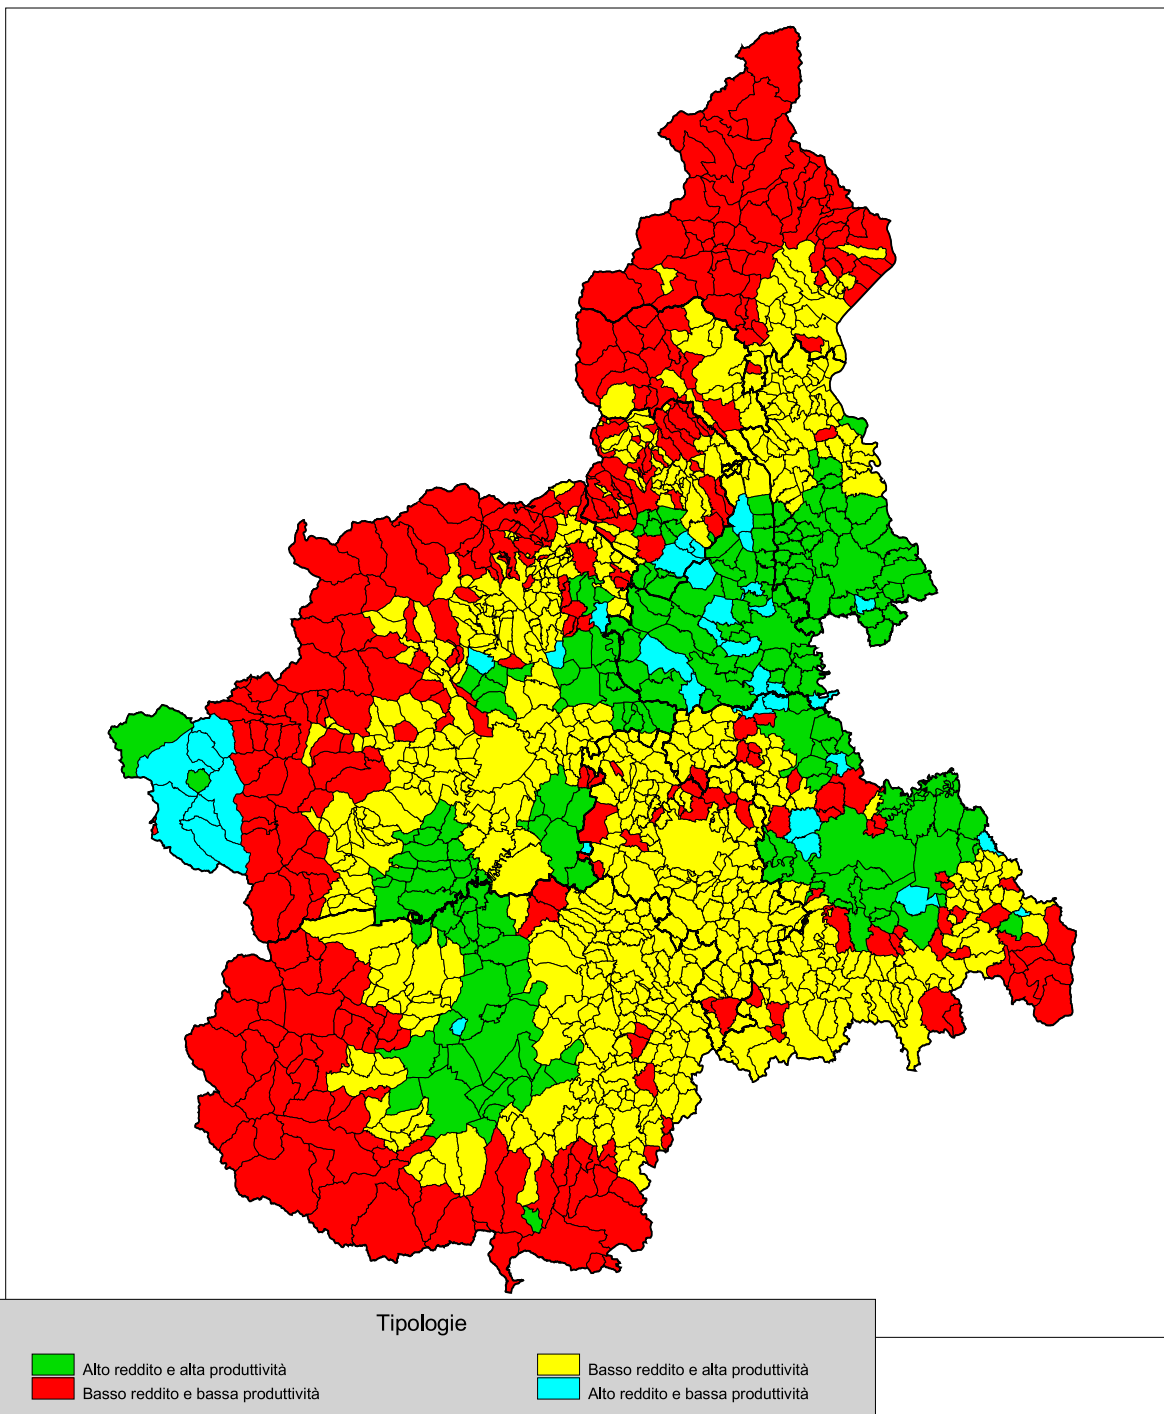 Tipologie
Alto reddito e alta produttività
Basso reddito e bassa produttività
Basso reddito e alta produttività
Alto reddito e bassa produttività